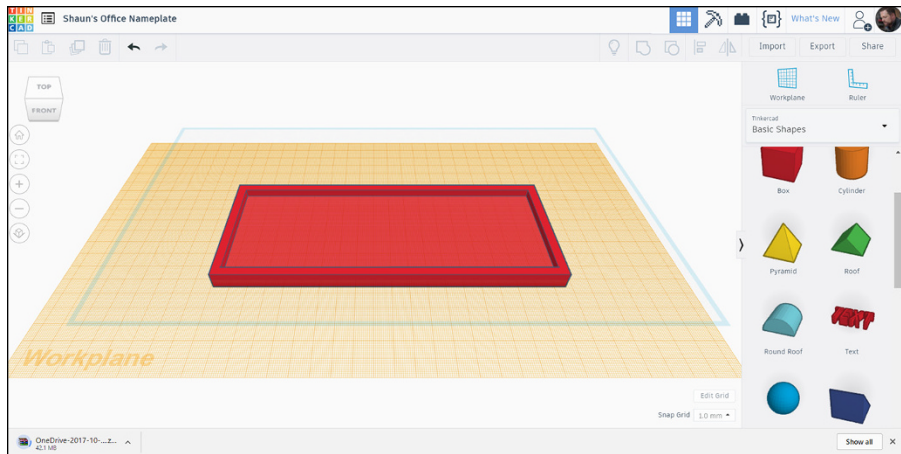 TIN
KER
CAD
Shaun's Office Nameplate
What's New
Import
Export
Share
TOP
FRONT
Workplane
Ruler
Tinkercad
Basic Shapes
Box
Cylinder
Pyramid
Roof
Round Roof
TEXT
Text
Workplane
Edit Grid
Snap Grid 1.0 mm
OneDrive-2017-10-....z...
42.1 MB
Show all